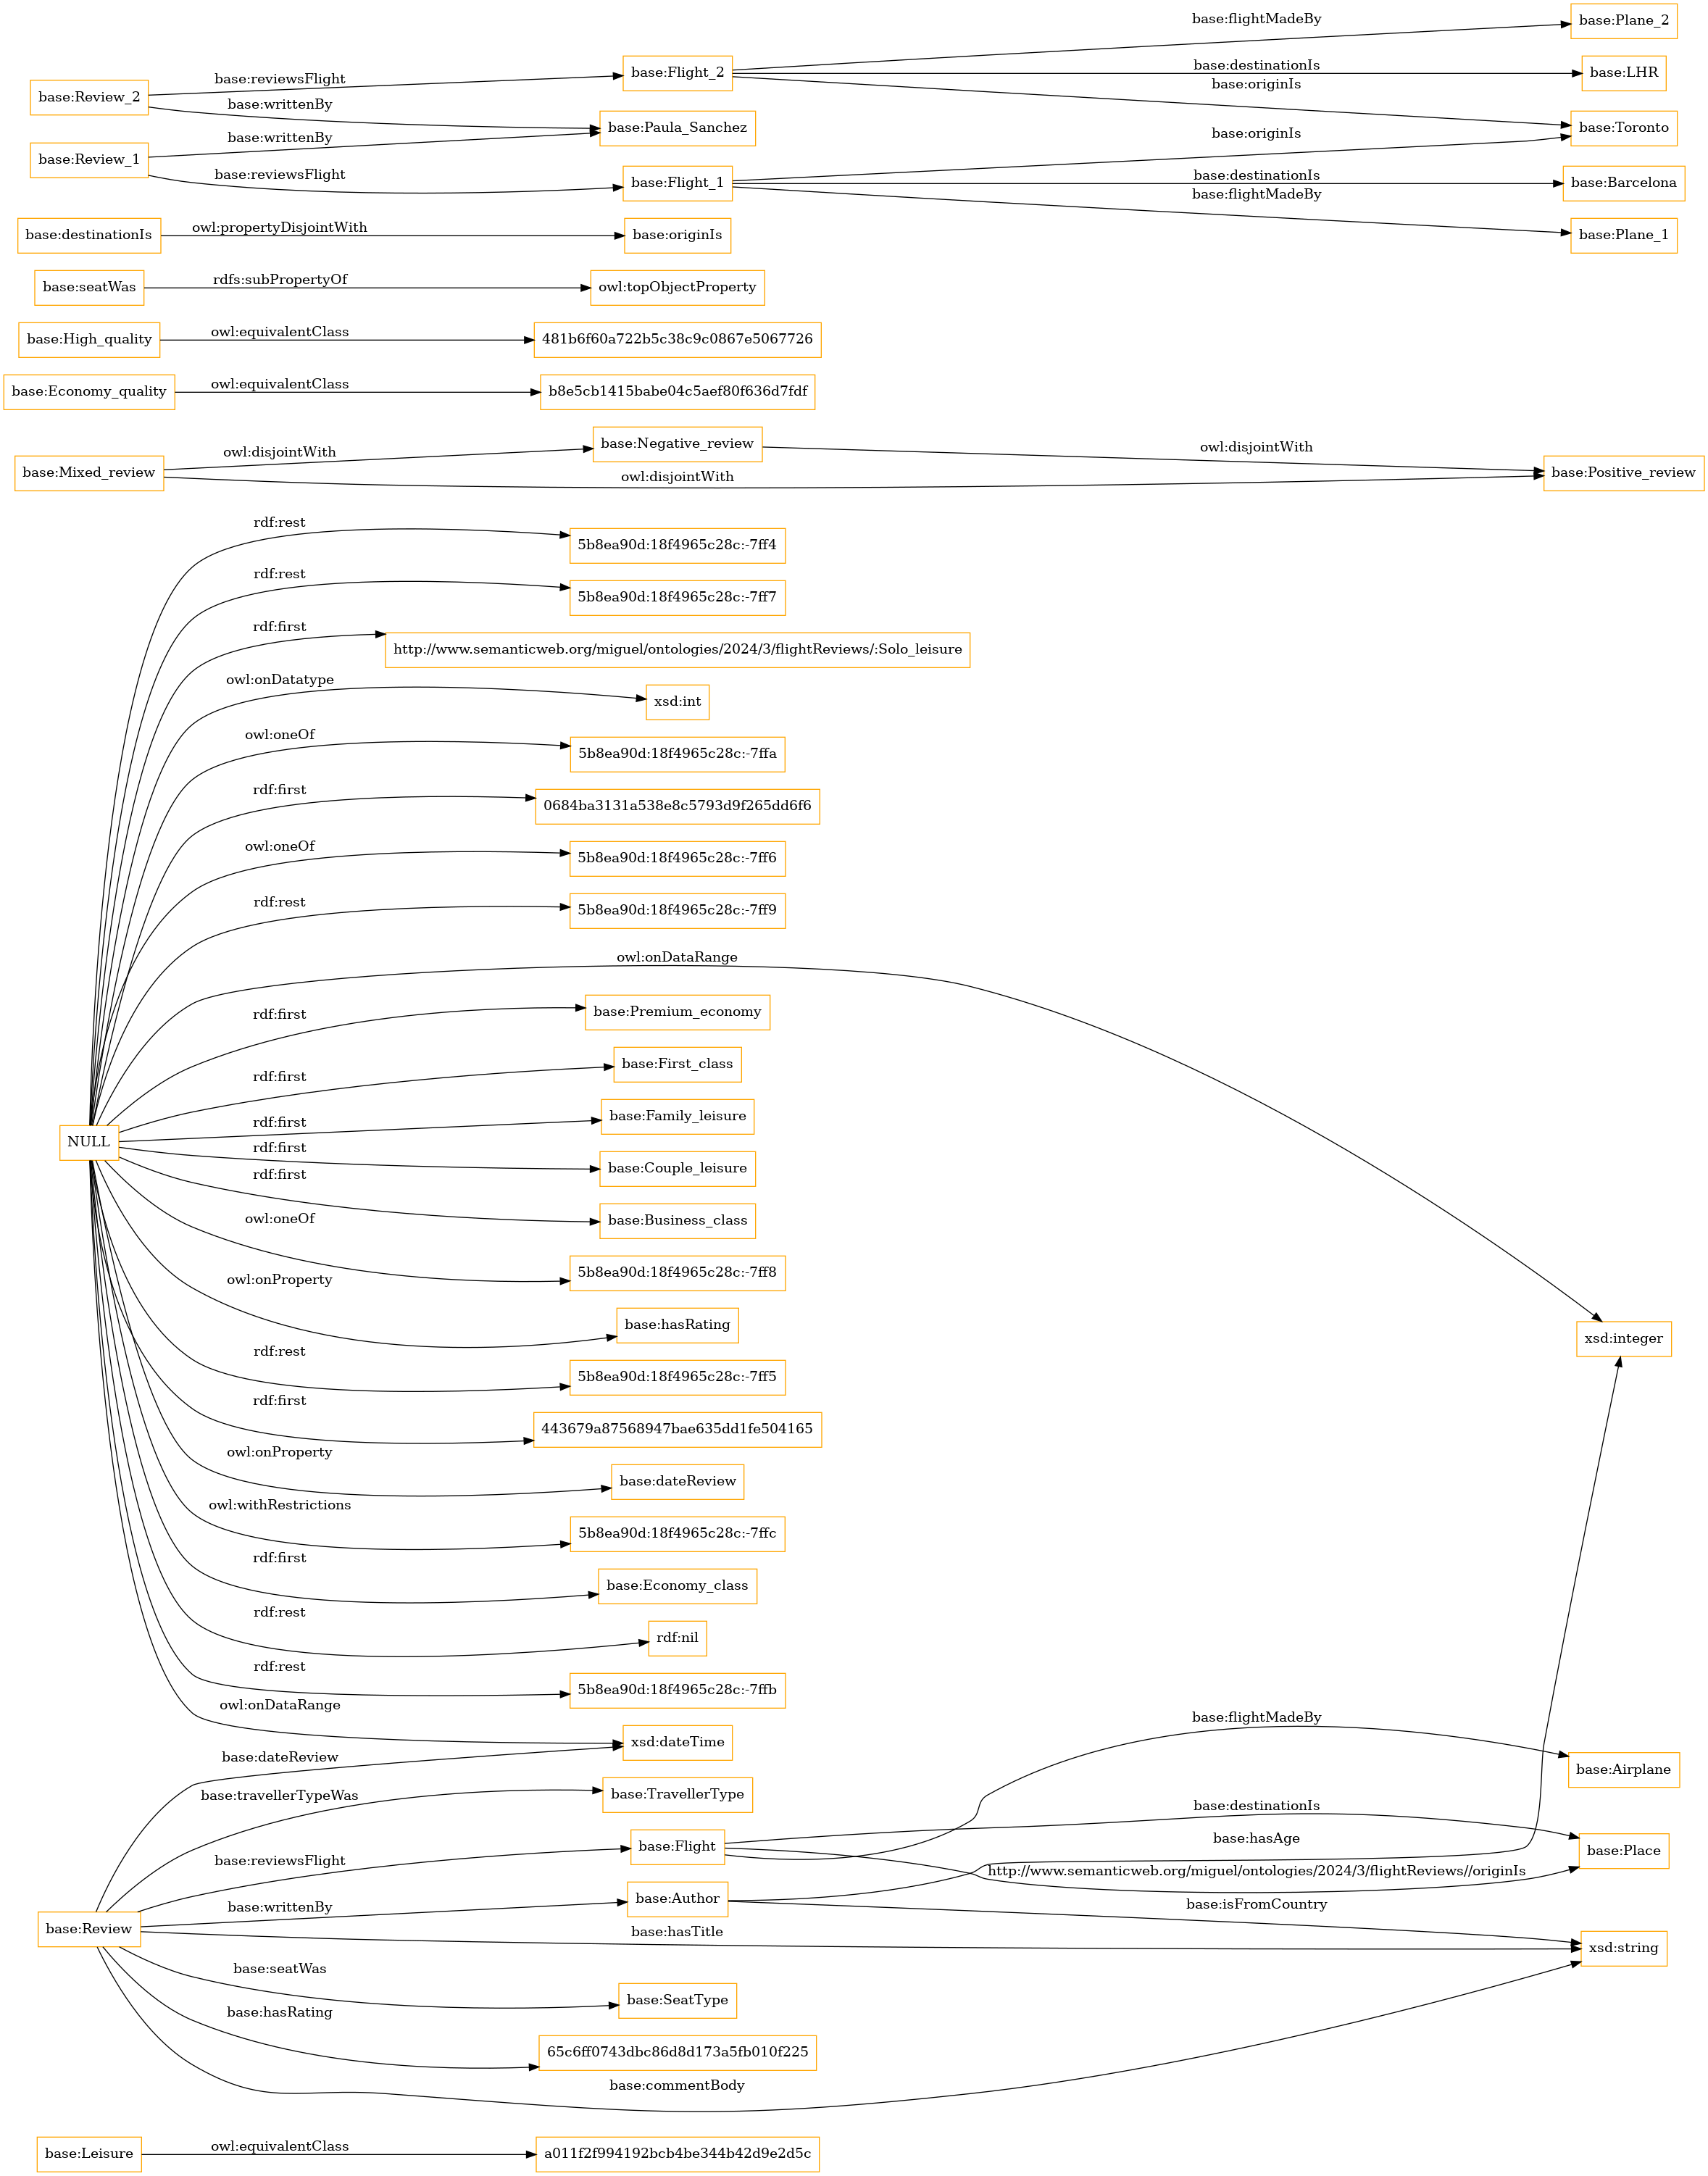 base:flightMadeBy
base:Plane_2
base:Review_2
base:reviewsFlight
base:Flight_2
base:destinationIs
base:LHR
base:writtenBy
base:originIs
base:Paula_Sanchez
base:Toronto
base:Review_1
base:writtenBy
base:originIs
base:reviewsFlight
base:Flight_1
base:destinationIs
base:Barcelona
base:flightMadeBy
base:Plane_1
base:destinationIs
owl:propertyDisjointWith
base:originIs
base:seatWas
rdfs:subPropertyOf
owl:topObjectProperty
base:High_quality
owl:equivalentClass
481b6f60a722b5c38c9c0867e5067726
base:Economy_quality
owl:equivalentClass
b8e5cb1415babe04c5aef80f636d7fdf
base:Mixed_review
owl:disjointWith
base:Negative_review
owl:disjointWith
base:Positive_review
owl:disjointWith
rdf:rest
5b8ea90d:18f4965c28c:-7ff4
rdf:rest
5b8ea90d:18f4965c28c:-7ff7
rdf:first
http://www.semanticweb.org/miguel/ontologies/2024/3/flightReviews/:Solo_leisure
owl:onDatatype
xsd:int
owl:oneOf
5b8ea90d:18f4965c28c:-7ffa
rdf:first
0684ba3131a538e8c5793d9f265dd6f6
owl:oneOf
5b8ea90d:18f4965c28c:-7ff6
rdf:rest
5b8ea90d:18f4965c28c:-7ff9
owl:onDataRange
rdf:first
base:Premium_economy
rdf:first
base:First_class
NULL
rdf:first
base:Family_leisure
rdf:first
base:Couple_leisure
rdf:first
base:Business_class
owl:oneOf
5b8ea90d:18f4965c28c:-7ff8
owl:onProperty
base:hasRating
xsd:integer
rdf:rest
5b8ea90d:18f4965c28c:-7ff5
rdf:first
443679a87568947bae635dd1fe504165
owl:onProperty
base:dateReview
owl:withRestrictions
5b8ea90d:18f4965c28c:-7ffc
rdf:first
base:Economy_class
rdf:rest
rdf:nil
rdf:rest
5b8ea90d:18f4965c28c:-7ffb
owl:onDataRange
xsd:dateTime
base:flightMadeBy
base:Airplane
base:dateReview
base:travellerTypeWas
base:TravellerType
base:destinationIs
base:reviewsFlight
base:Flight
base:hasAge
base:Place
http://www.semanticweb.org/miguel/ontologies/2024/3/flightReviews//originIs
base:Review
base:writtenBy
base:Author
base:isFromCountry
base:hasTitle
xsd:string
base:seatWas
base:SeatType
base:hasRating
65c6ff0743dbc86d8d173a5fb010f225
base:commentBody
base:Leisure
owl:equivalentClass
a011f2f994192bcb4be344b42d9e2d5c